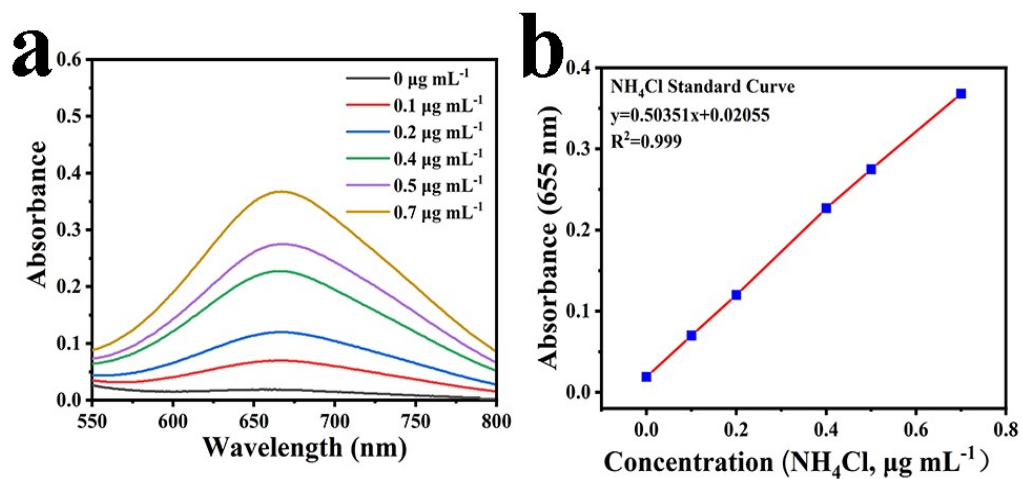 a
0.6
0.5
0.4
0.3
0.2
0.1
0.0
Absorbance
0 µg mL⁻¹
0.1 µg mL⁻¹
0.2 µg mL⁻¹
0.4 µg mL⁻¹
0.5 µg mL⁻¹
0.7 µg mL⁻¹
550 600 650 700 750 800
Wavelength (nm)
b
0.4
0.3
0.2
0.1
0.0
Absorbance (655 nm)
NH₄Cl Standard Curve
y=0.50351x+0.02055
R²=0.999
0.0 0.2 0.4 0.6 0.8
Concentration (NH₄Cl, µg mL⁻¹)